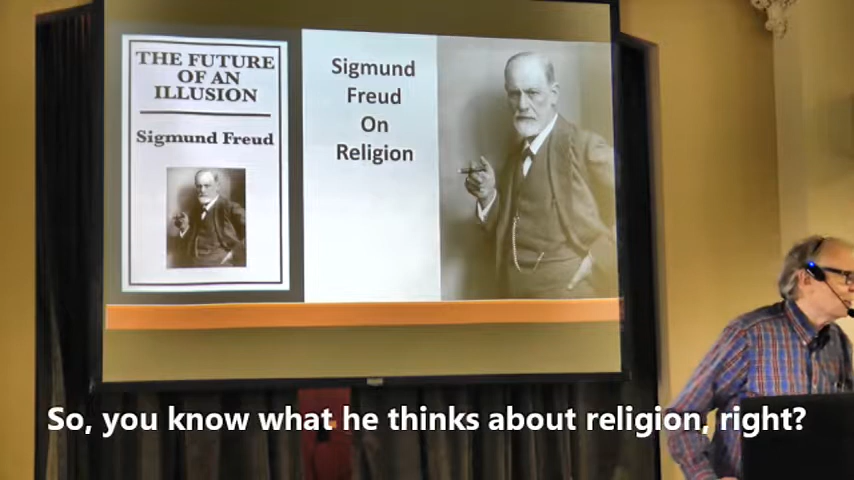 THE FUTURE
OF AN
ILLUSION
Sigmund Freud
Sigmund
Freud
On
Religion
So, you know what he thinks about religion, right?